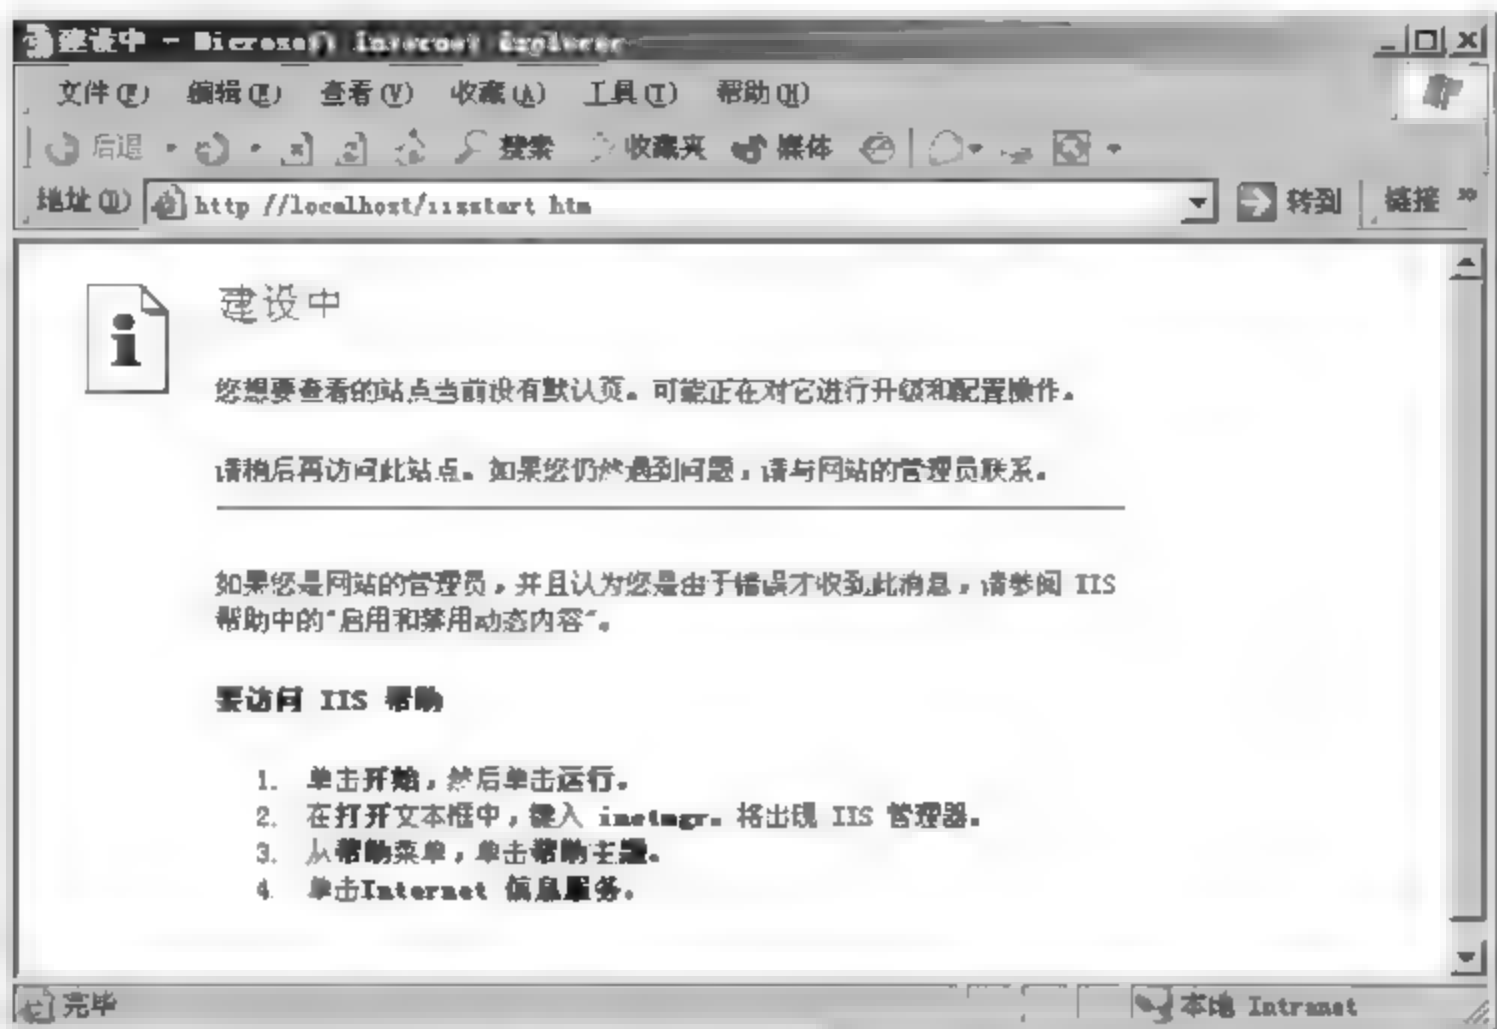 建设中 - Microsoft Internet Explorer
文件(F) 编辑(E) 查看(V) 收藏(A) 工具(T) 帮助(H)
后退 搜索 收藏夹 媒体
地址(D) http //localhost/iisstart htm 转到 链接 »
建设中
您想要查看的站点当前没有默认页。可能正在对它进行升级和配置操作。
请稍后再访问此站点。如果您仍然遇到问题，请与网站的管理员联系。
如果您是网站的管理员，并且认为您是由于错误才收到此消息，请参阅 IIS
帮助中的"启用和禁用动态内容"。
要访问 IIS 帮助
1. 单击开始，然后单击运行。
2. 在打开文本框中，键入 inetmgr。将出现 IIS 管理器。
3. 从帮助菜单，单击帮助主题。
4 单击Internet 信息服务。
完毕 本地 Intranet